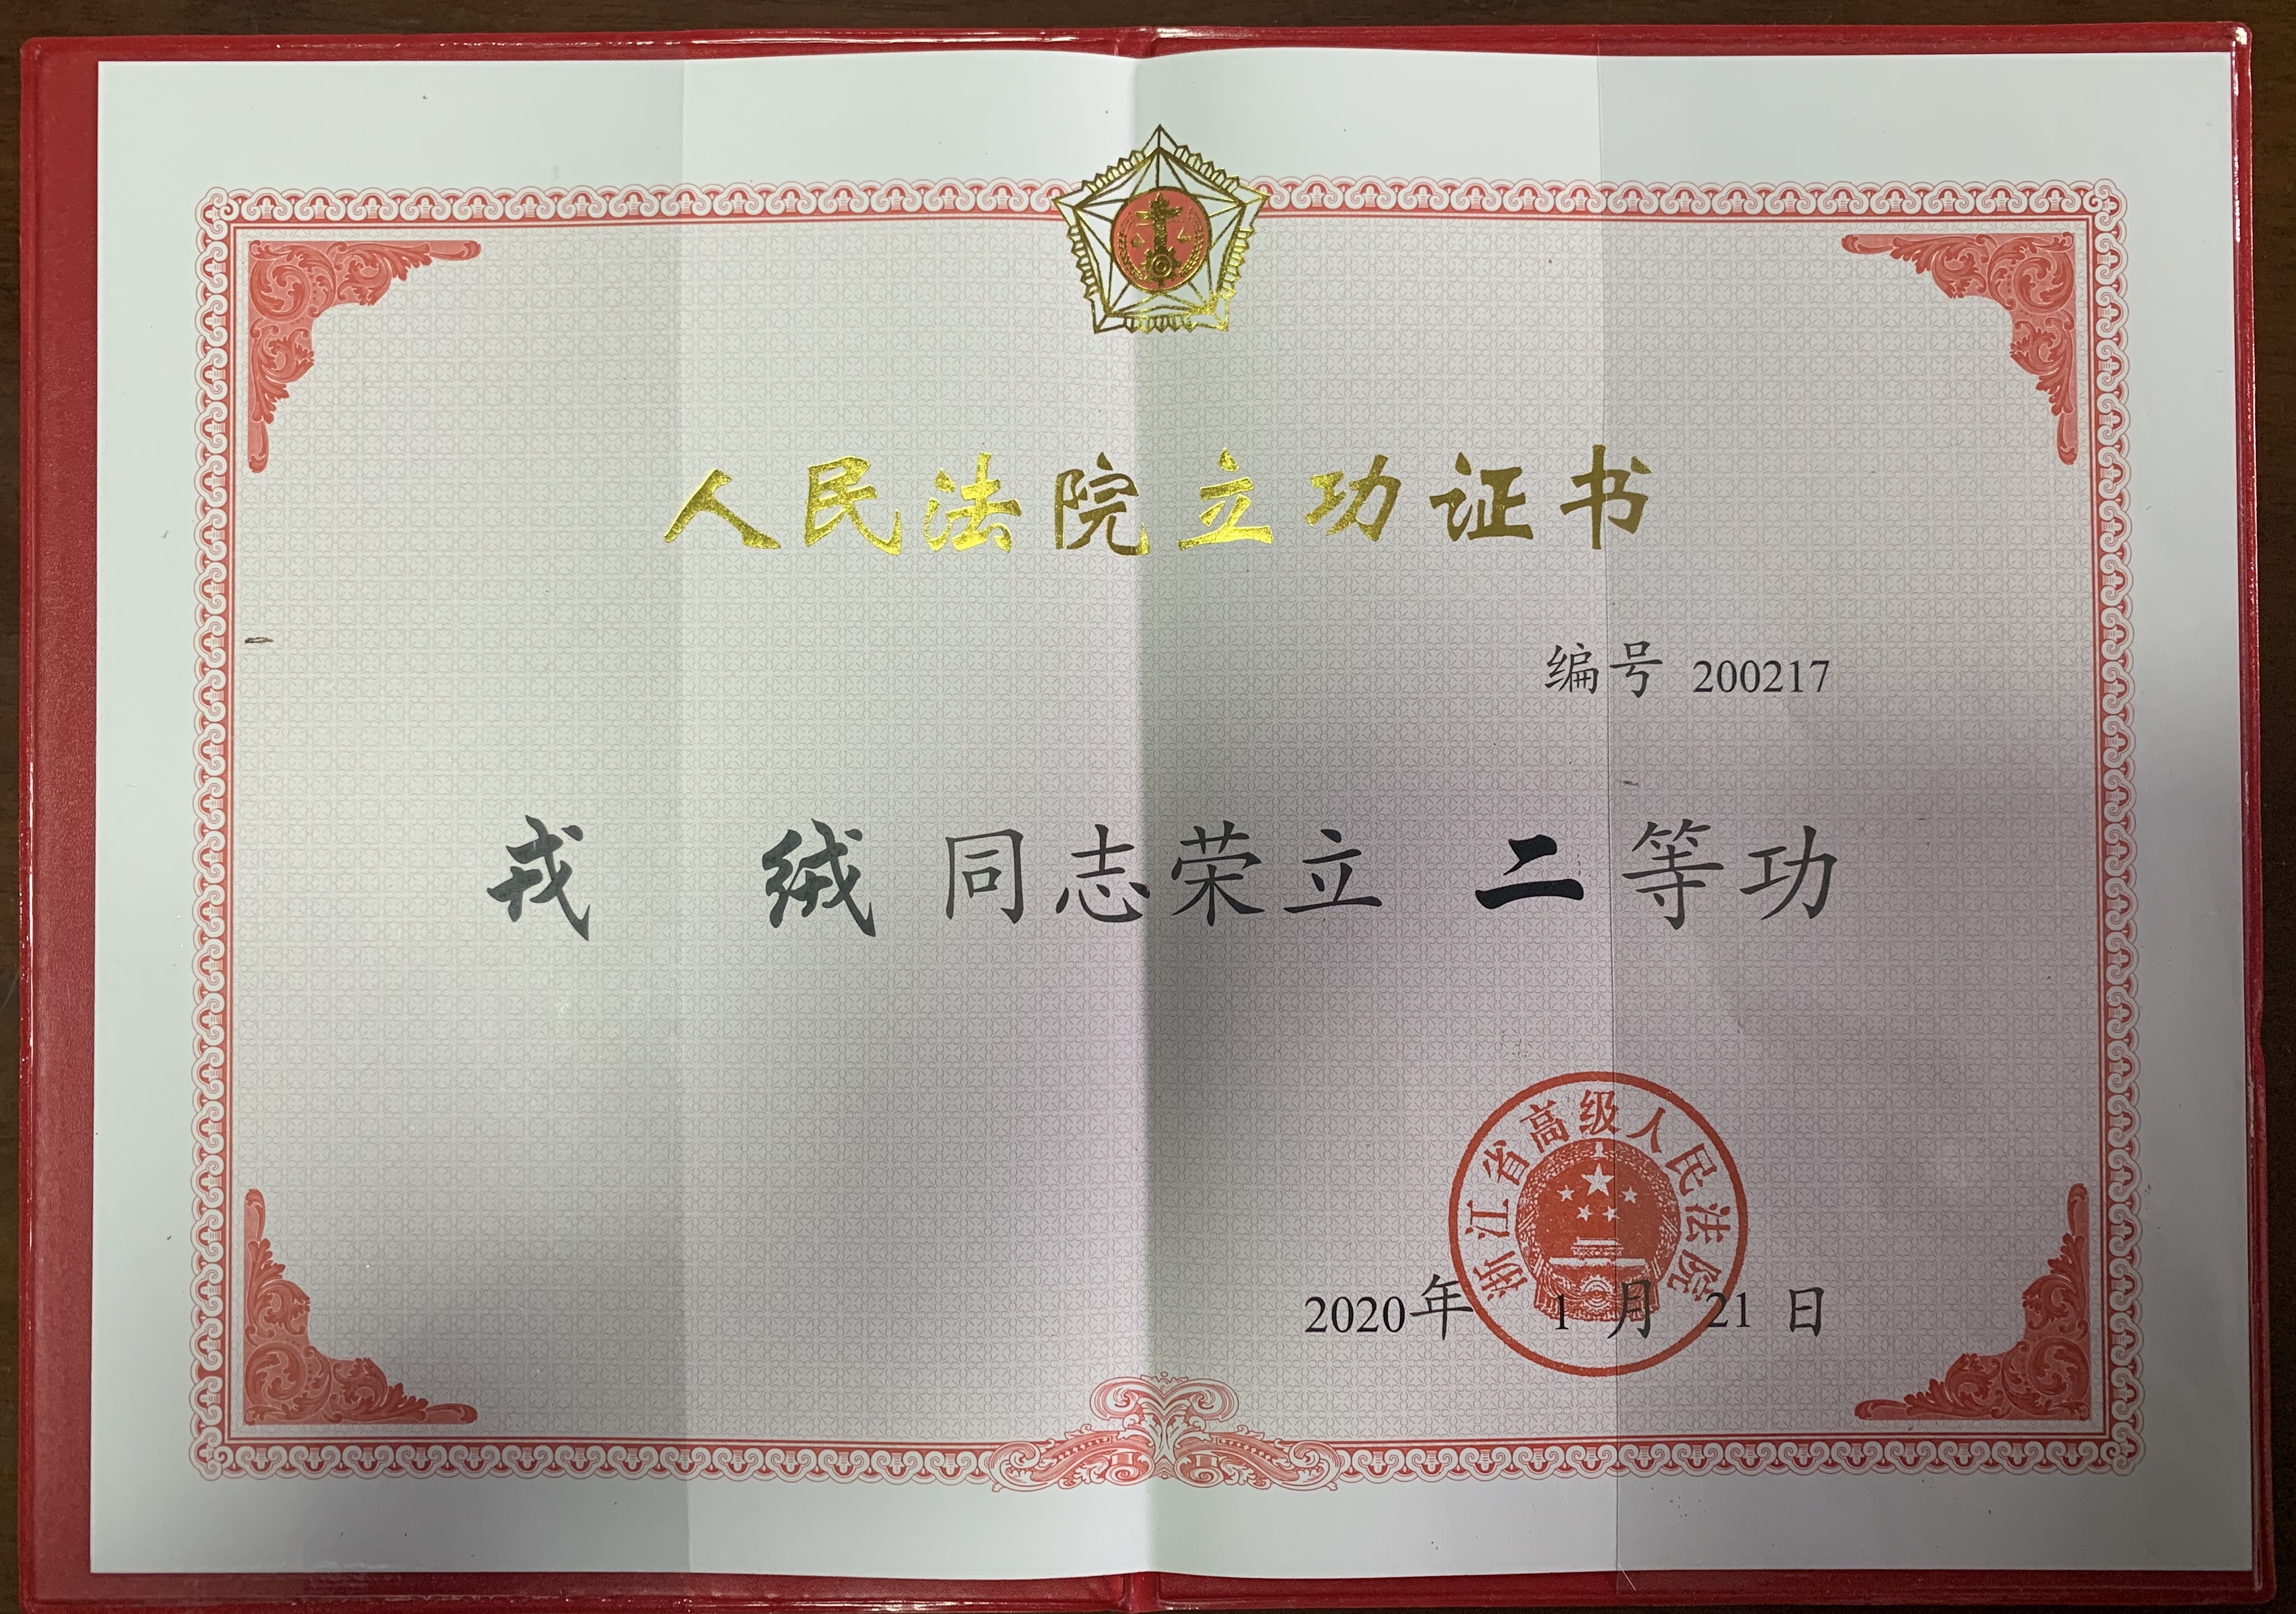 人民法院立功证书
编号 200217
戎 绒 同志荣立 二 等功
浙江省高级人民法院
2020年 1 月 21 日